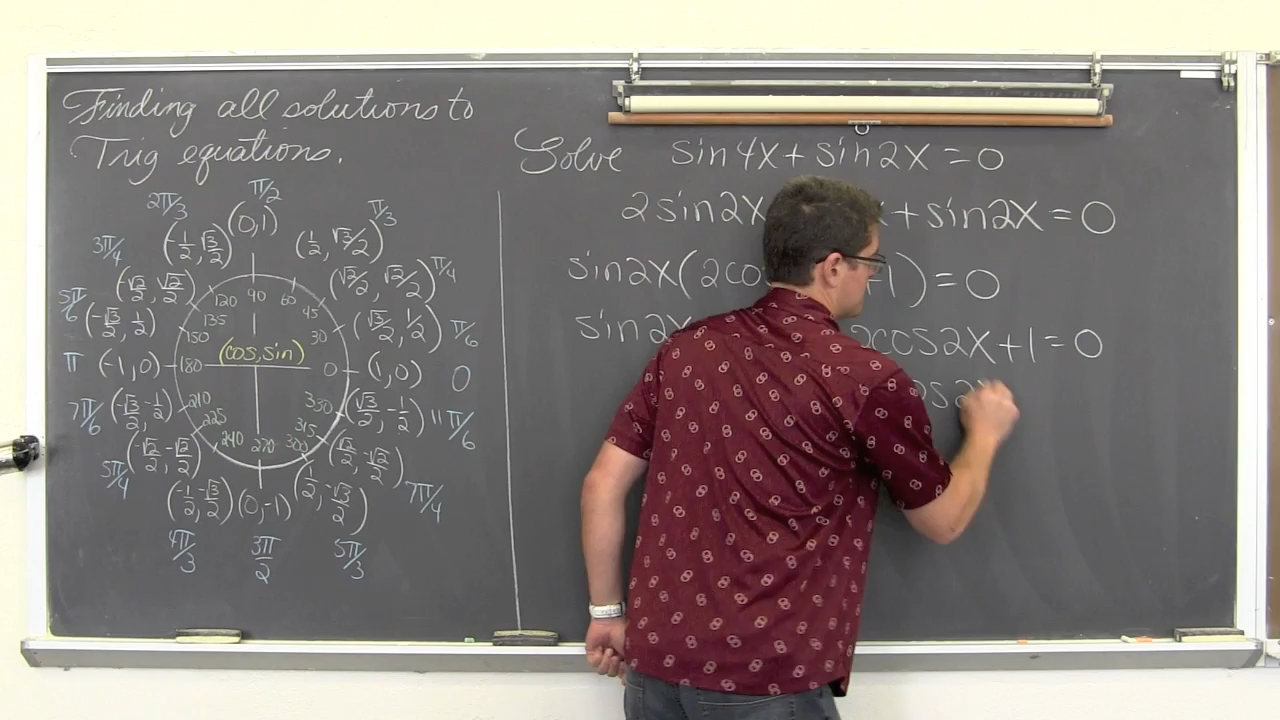 Finding all solutions to
Trig equations.
π/2
2π/3 (0,1) π/3
3π/4 (-1/2, √3/2) (1/2, √3/2)
(-√2/2, √2/2) (√2/2, √2/2) π/4
5π/6 (-√3/2, 1/2) 120 90 60 (√3/2, 1/2) π/6
135 45
150 30
(cos, sin)
π (-1,0) 180 0 (1,0) 0
7π/6 (-√3/2, -1/2) 210 330 (√3/2, -1/2) 11π/6
225 315
240 270 300
5π/4 (-√2/2, -√2/2) (√2/2, -√2/2) 7π/4
(-1/2, -√3/2) (0,-1) (1/2, -√3/2)
4π/3 3π/2 5π/3
Solve sin4x + sin2x = 0
2sin2x + sin2x = 0
sin2x(2co +1) = 0
sin2x 2cos2x+1=0